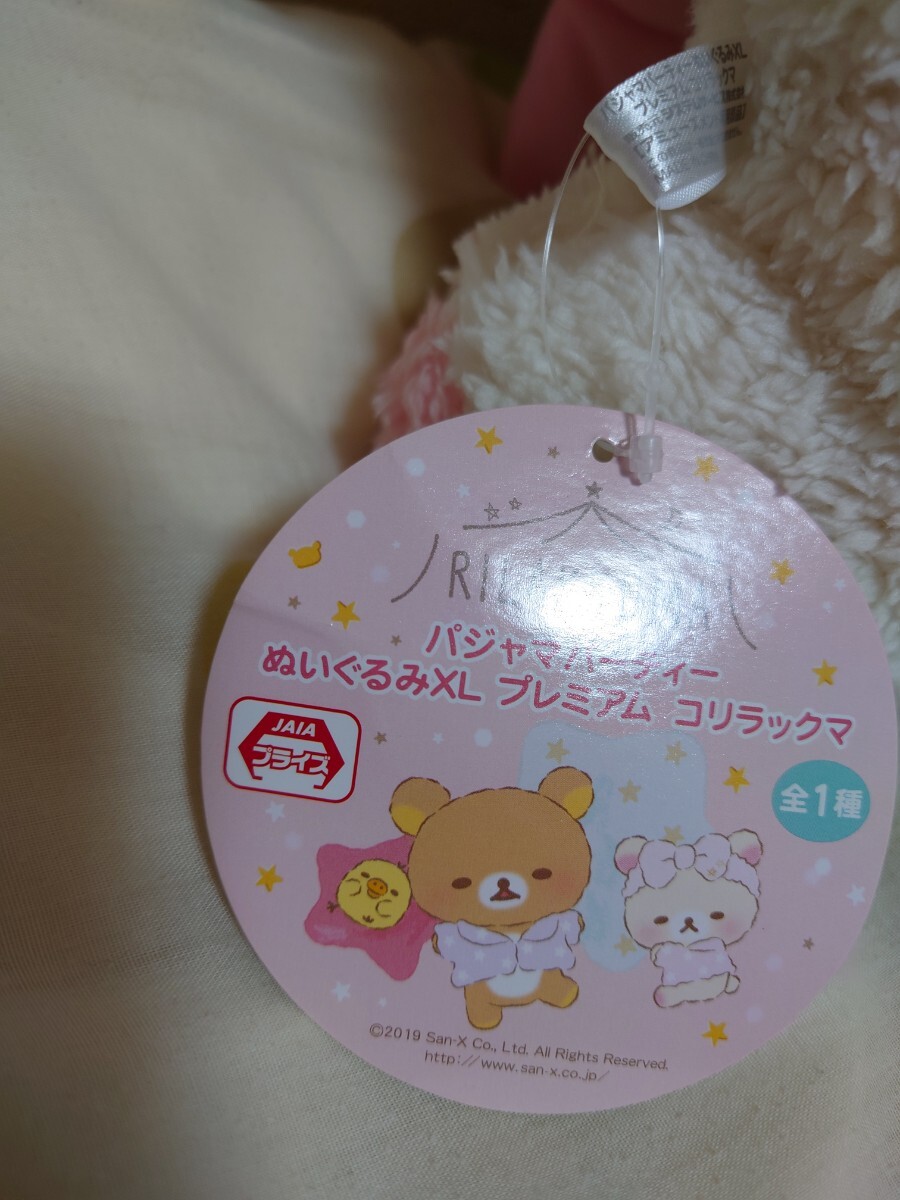 パジャマパーティー
ぬいぐるみXL プレミアム コリラックマ
JAIA
プライズ
全1種
©2019 San-X Co., Ltd. All Rights Reserved.
http://www.san-x.co.jp/